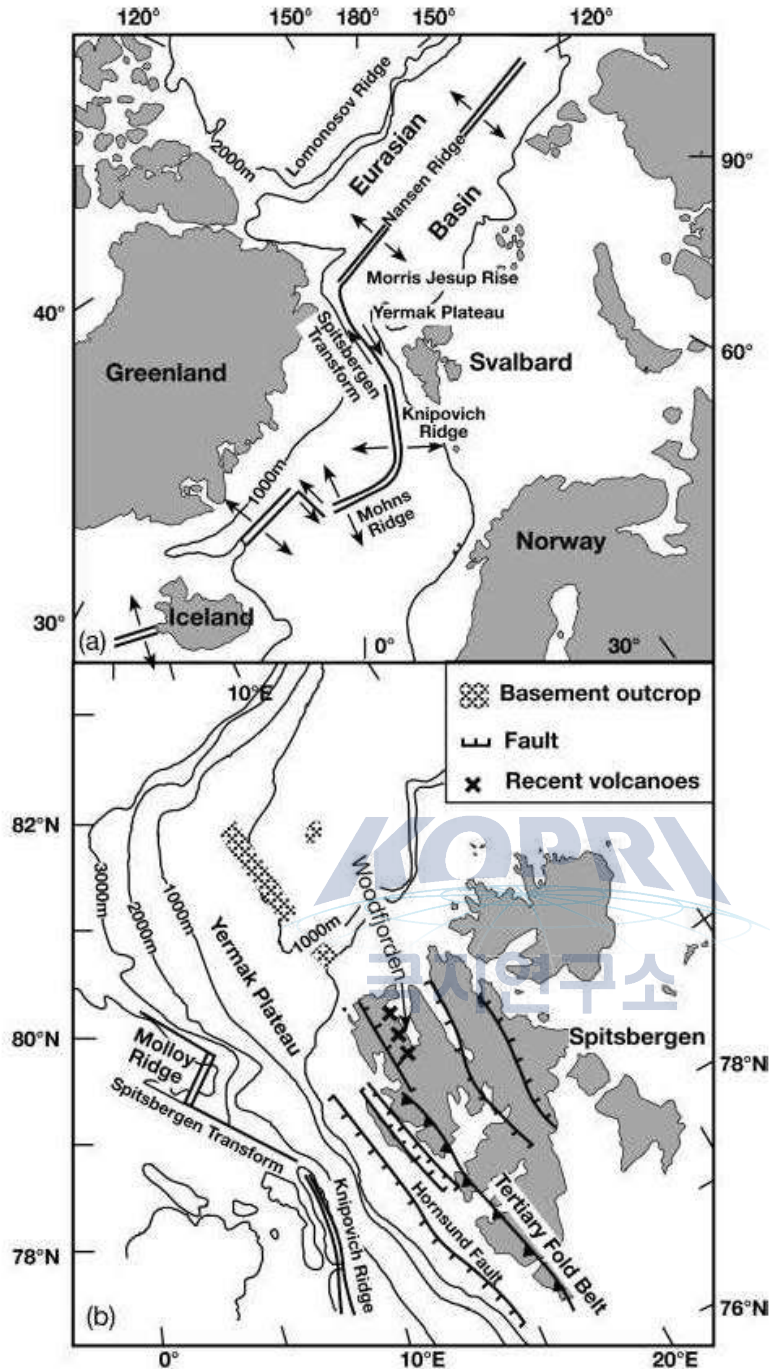 120°
150°
180°
150°
120°
Lomonosov Ridge
2000m
Eurasian
Basin
Nansen Ridge
90°
Morris Jesup Rise
Yermak Plateau
40°
Spitsbergen
Transform
60°
Greenland
Svalbard
Knipovich
Ridge
1000m
Mohns
Ridge
Norway
30°
Iceland
(a)
0°
30°
10°E
Basement outcrop
Fault
Recent volcanoes
82°N
KOPRI
3000m
2000m
1000m
Woodfjorden
1000m
Yermak Plateau
극지연구소
80°N
Spitsbergen
Molloy
Ridge
78°N
Spitsbergen Transform
Knipovich Ridge
Hornsund Fault
Tertiary Fold Belt
78°N
76°N
(b)
0°
10°E
20°E